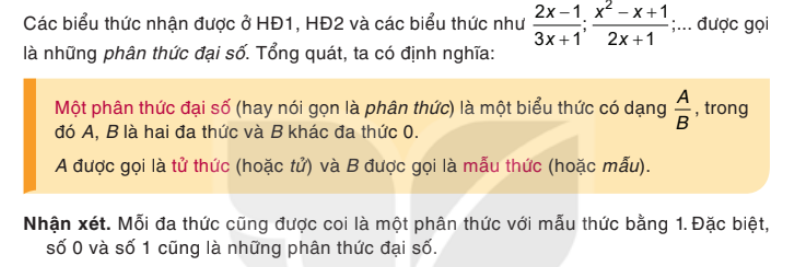 Các biểu thức nhận được ở HĐ1, HĐ2 và các biểu thức như (2x − 1)/(3x + 1); (x² − x + 1)/(2x + 1);... được gọi
là những phân thức đại số. Tổng quát, ta có định nghĩa:
Một phân thức đại số (hay nói gọn là phân thức) là một biểu thức có dạng A/B, trong
đó A, B là hai đa thức và B khác đa thức 0.
A được gọi là tử thức (hoặc tử) và B được gọi là mẫu thức (hoặc mẫu).
Nhận xét. Mỗi đa thức cũng được coi là một phân thức với mẫu thức bằng 1. Đặc biệt,
số 0 và số 1 cũng là những phân thức đại số.